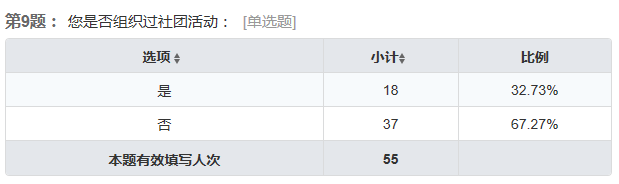 第9题： 您是否组织过社团活动： [单选题]
选项 小计 比例
是 18 32.73%
否 37 67.27%
本题有效填写人次 55